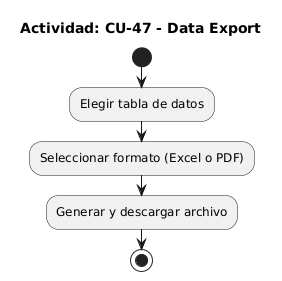 Actividad: CU-47 - Data Export
Elegir tabla de datos
Seleccionar formato (Excel o PDF)
Generar y descargar archivo